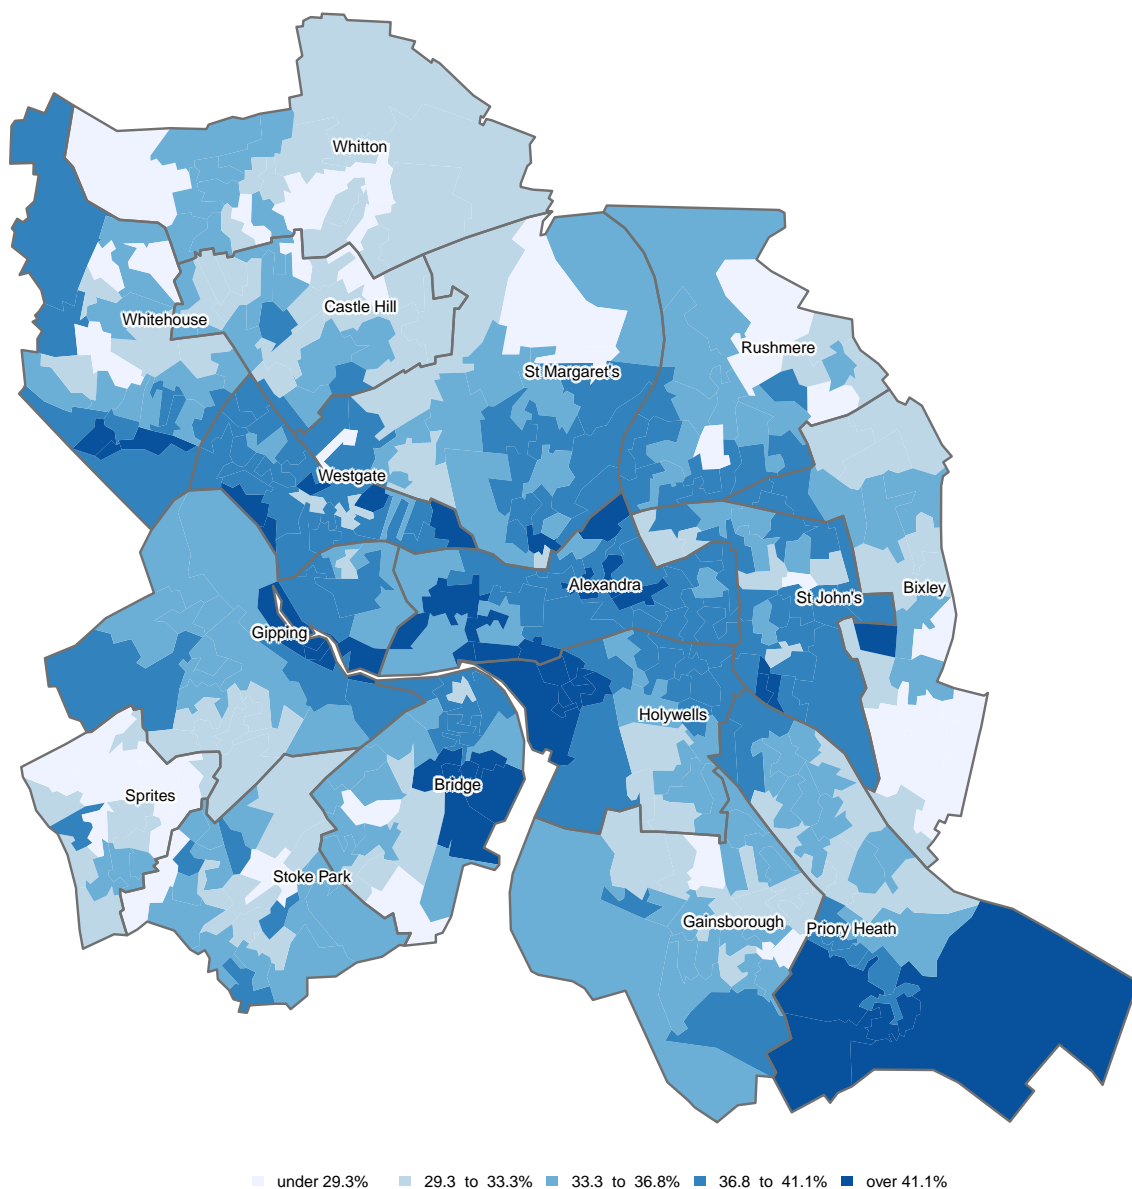 Whitton
Castle Hill
Whitehouse
St Margaret's
Rushmere
Westgate
Alexandra
Bixley
St John's
Gipping
Holywells
Bridge
Sprites
Stoke Park
Gainsborough
Priory Heath
under 29.3% 29.3 to 33.3% 33.3 to 36.8% 36.8 to 41.1% over 41.1%